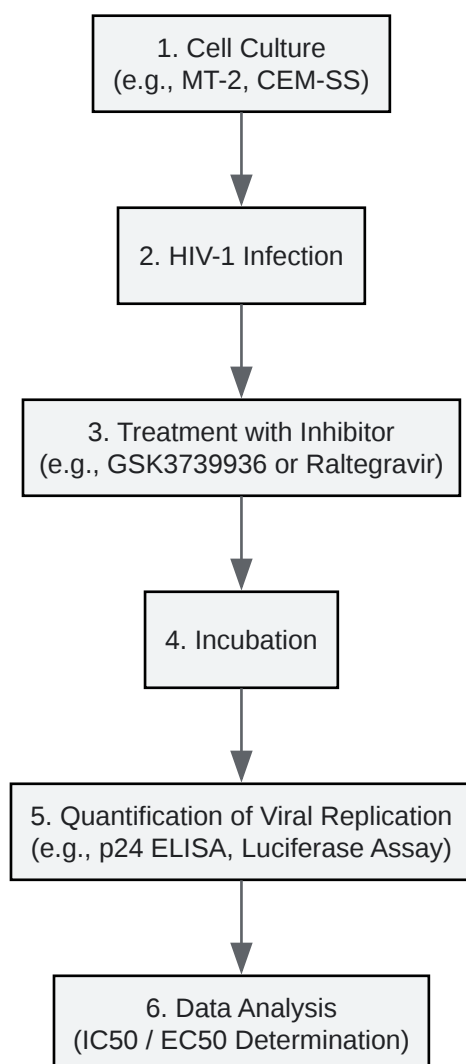 1. Cell Culture
(e.g., MT-2, CEM-SS)
2. HIV-1 Infection
3. Treatment with Inhibitor
(e.g., GSK3739936 or Raltegravir)
4. Incubation
5. Quantification of Viral Replication
(e.g., p24 ELISA, Luciferase Assay)
6. Data Analysis
(IC50 / EC50 Determination)